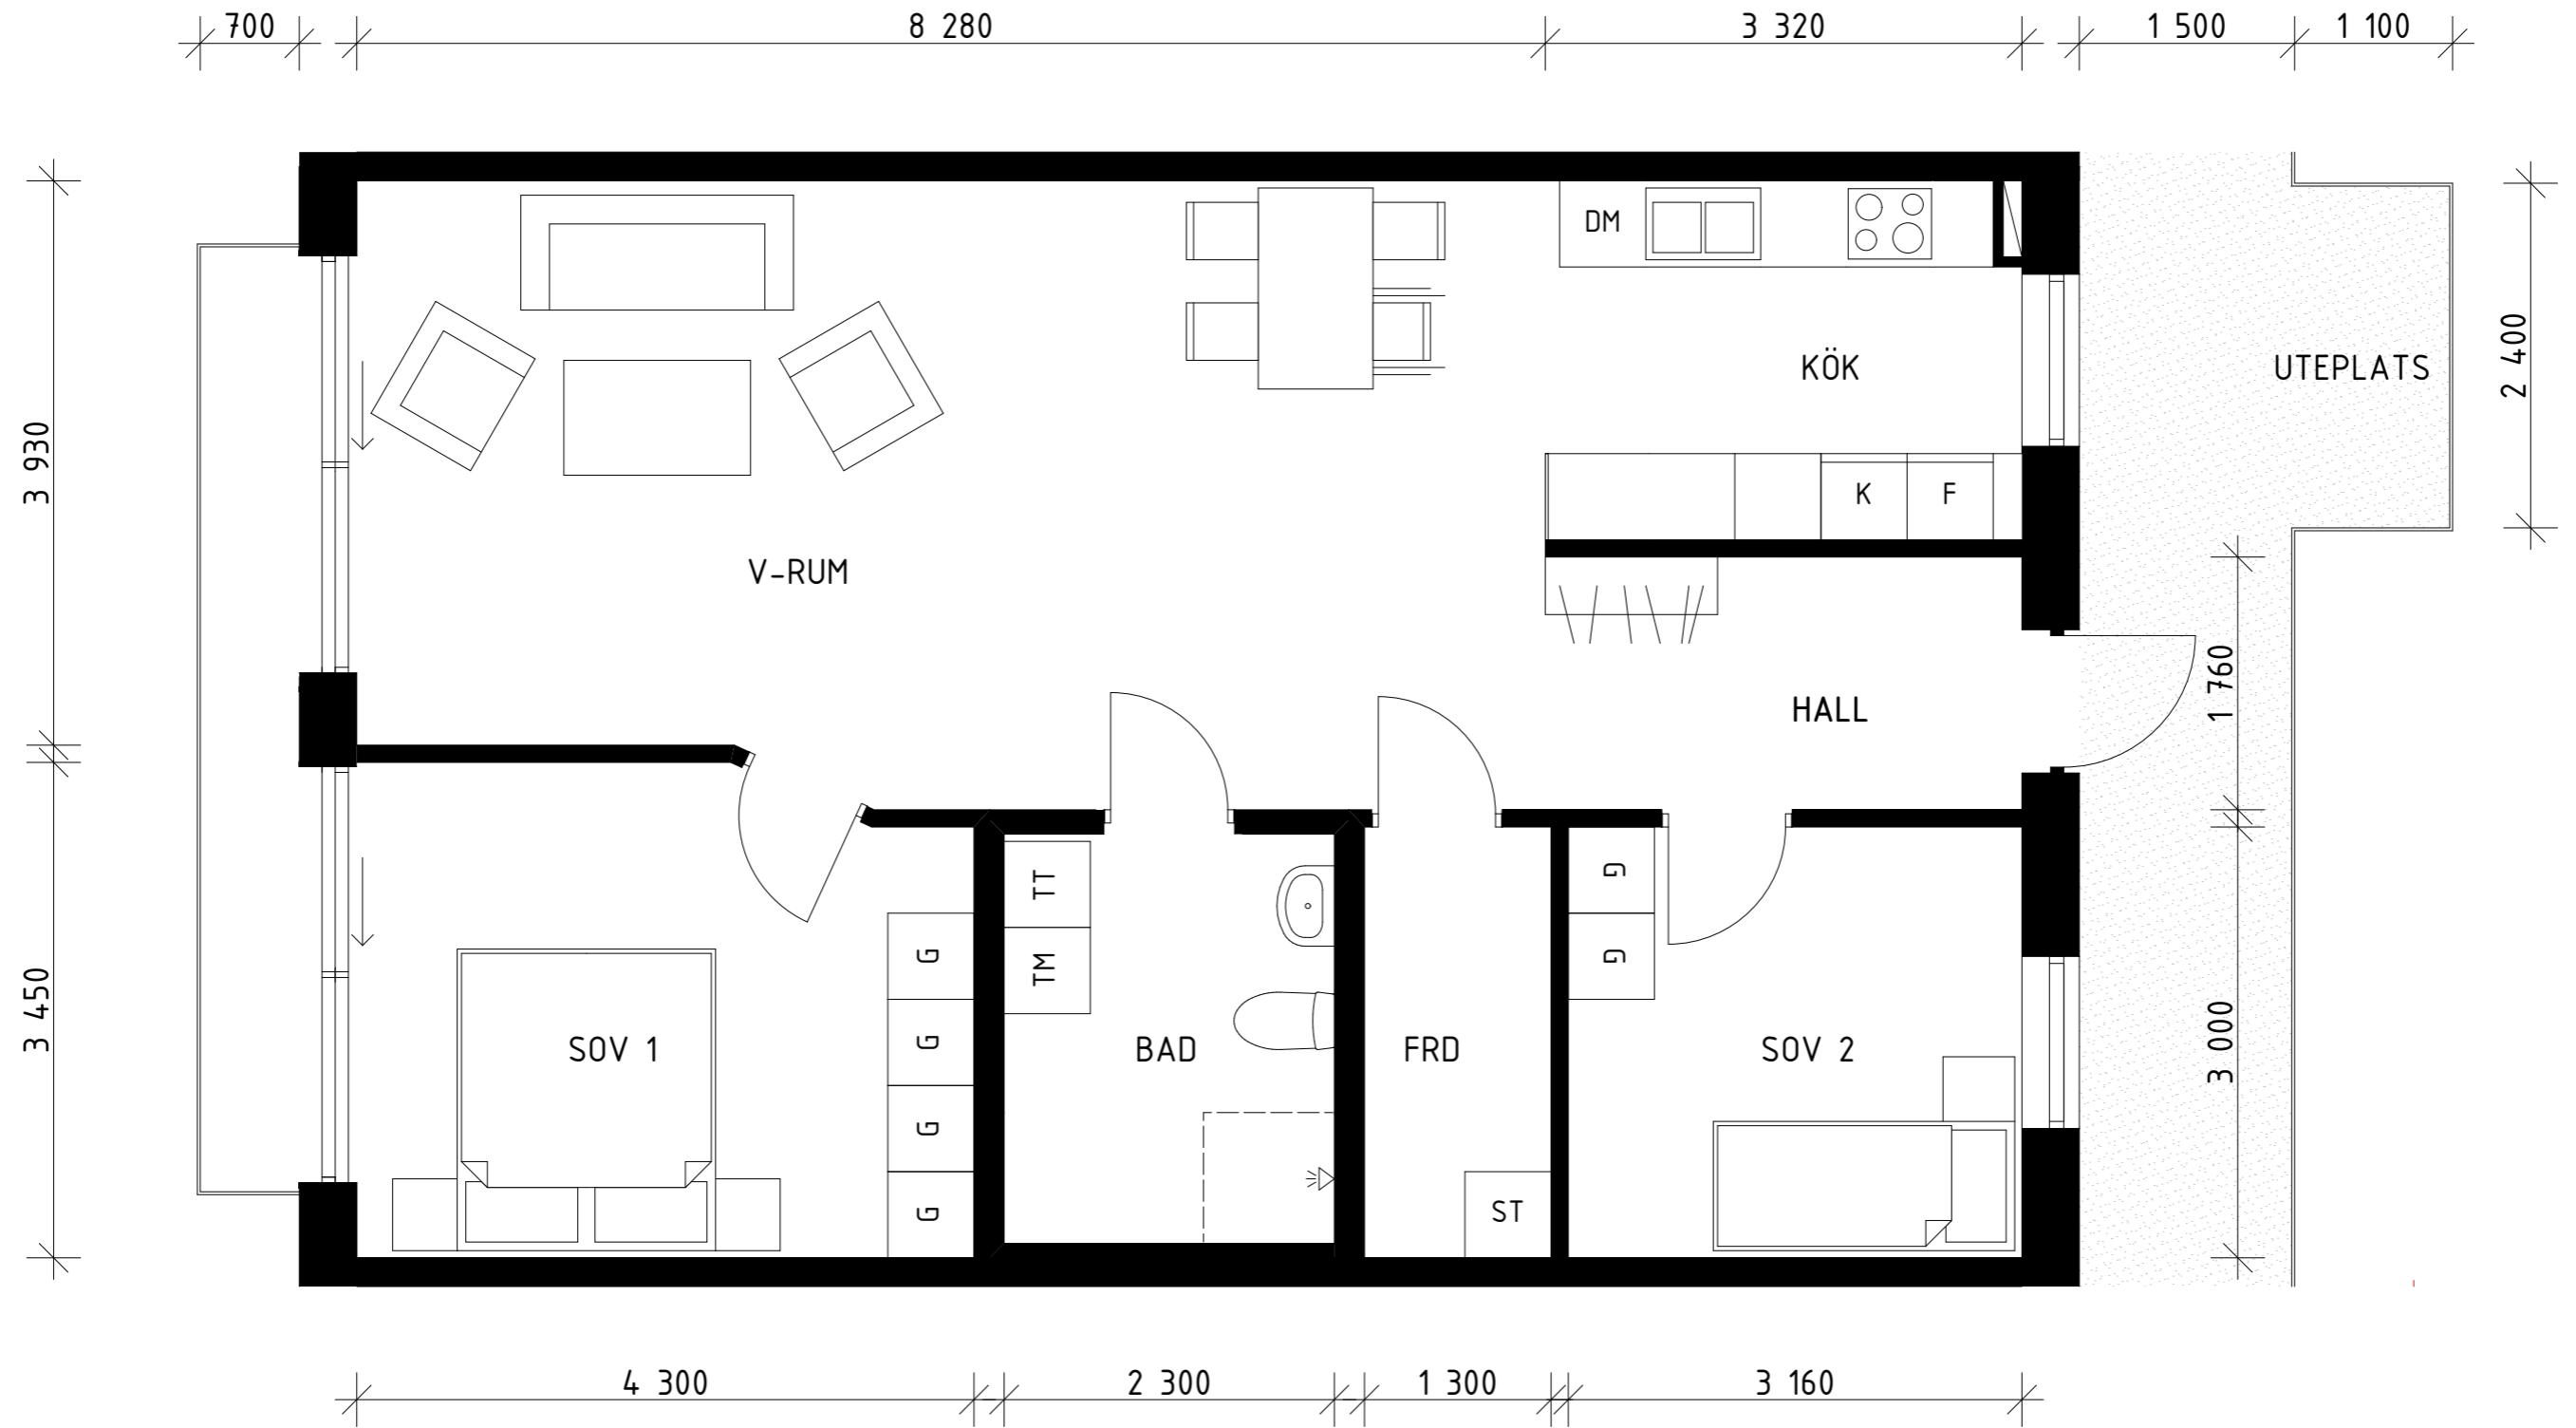 700
8 280
3 320
1 500
1 100
DM
KÖK
UTEPLATS
2 400
3 930
K
F
V-RUM
HALL
1 760
TT
TM
G
G
G
G
G
G
SOV 1
BAD
FRD
SOV 2
3 450
3 000
ST
4 300
2 300
1 300
3 160